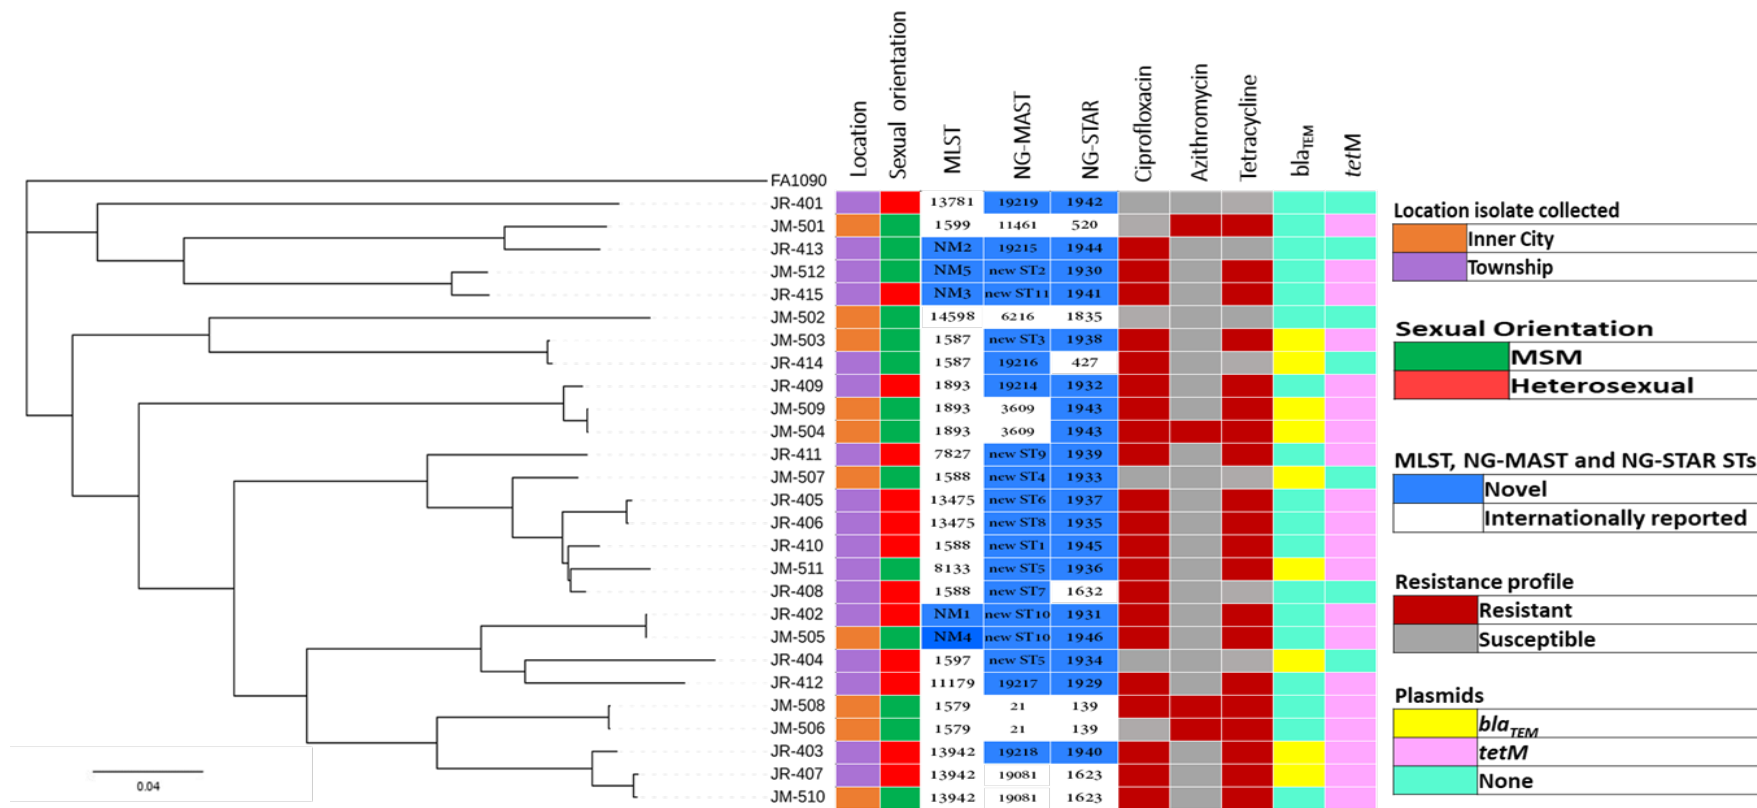 Location
Sexual orientation
MLST
NG-MAST
NG-STAR
Ciprofloxacin
Azithromycin
Tetracycline
blaTEM
tetM
FA1090
JR-401 13781 19219 1942
JM-501 1599 11461 520
JR-413 NM2 19215 1944
JM-512 NM5 new ST2 1930
JR-415 NM3 new ST11 1941
JM-502 14598 6216 1835
JM-503 1587 new ST3 1938
JR-414 1587 19216 427
JR-409 1893 19214 1932
JM-509 1893 3609 1943
JM-504 1893 3609 1943
JR-411 7827 new ST9 1939
JM-507 1588 new ST4 1933
JR-405 13475 new ST6 1937
JR-406 13475 new ST8 1935
JR-410 1588 new ST1 1945
JM-511 8133 new ST5 1936
JR-408 1588 new ST7 1632
JR-402 NM1 new ST10 1931
JM-505 NM4 new ST10 1946
JR-404 1597 new ST5 1934
JR-412 11179 19217 1929
JM-508 1579 21 139
JM-506 1579 21 139
JR-403 13942 19218 1940
JR-407 13942 19081 1623
JM-510 13942 19081 1623
0.04
Location isolate collected
Inner City
Township
Sexual Orientation
MSM
Heterosexual
MLST, NG-MAST and NG-STAR STs
Novel
Internationally reported
Resistance profile
Resistant
Susceptible
Plasmids
blaTEM
tetM
None